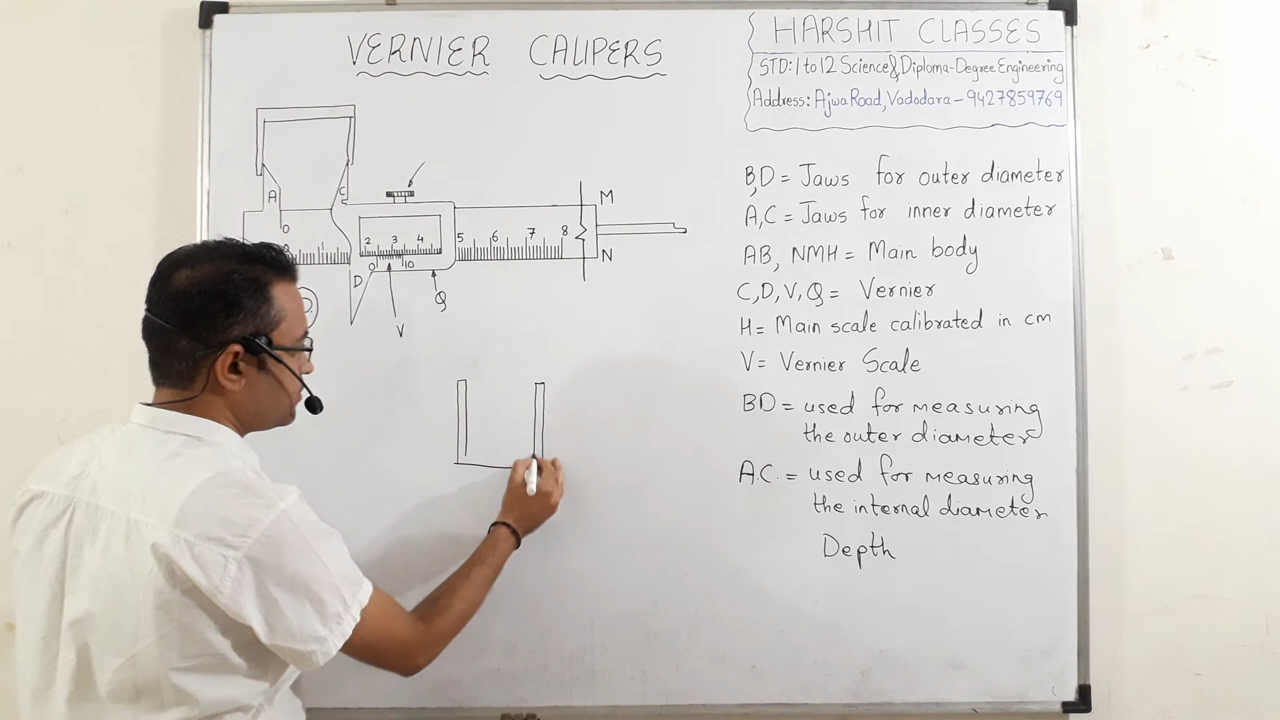 VERNIER CALIPERS
HARSHIT CLASSES
STD: 1 to 12 Science & Diploma-Degree Engineering
Address: Ajwa Road, Vadodara - 9427859769
A
C
0
1
2 3 4
0 10
5 6 7 8
M
N
D
Q
V
B,D = Jaws for outer diameter
A,C = Jaws for inner diameter
AB, NMH = Main body
C,D,V,Q = Vernier
H = Main scale calibrated in cm
V = Vernier Scale
BD = used for measuring
the outer diameter
A.C. = used for measuring
the internal diameter
Depth